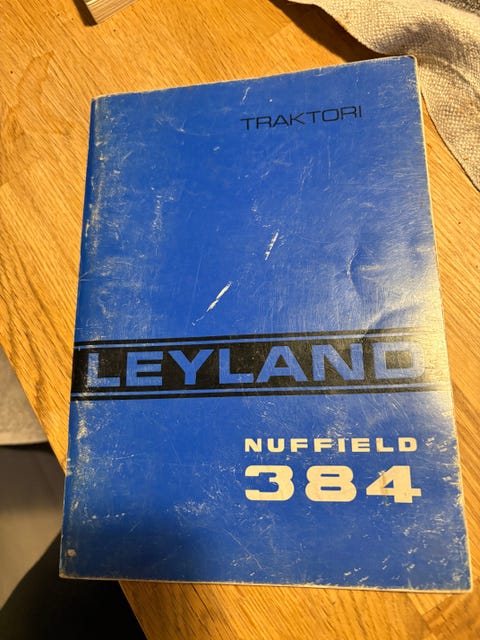 TRAKTORI
LEYLAND
NUFFIELD
384